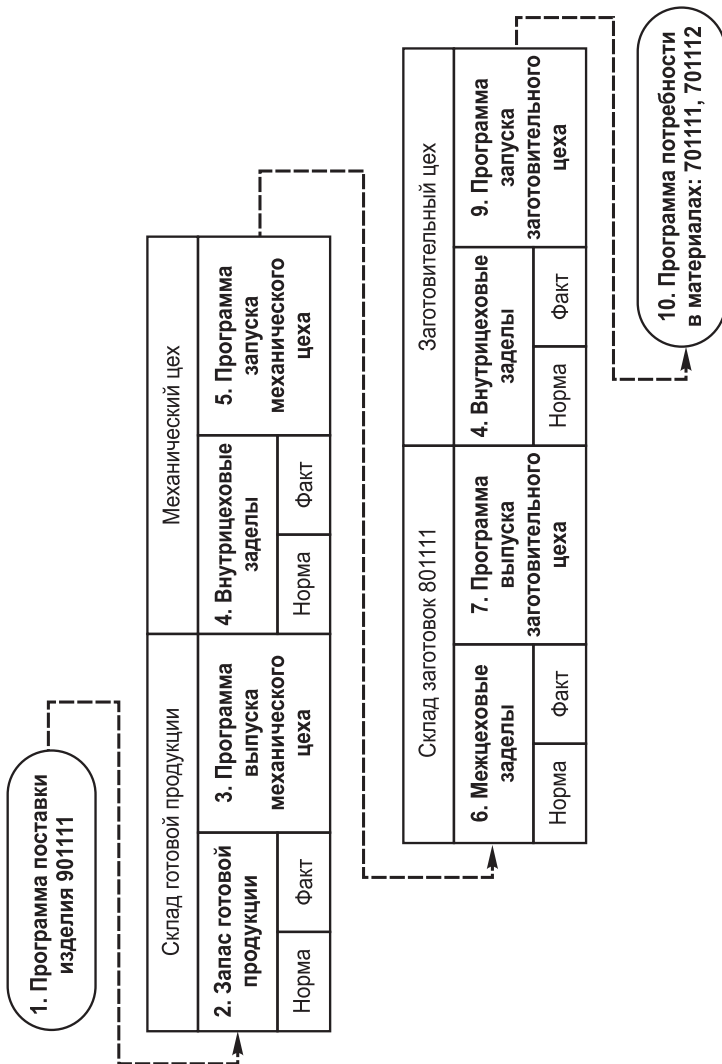 1. Программа поставки
изделия 901111
Склад готовой продукции
Механический цех
2. Запас готовой
продукции
3. Программа
выпуска
механического
цеха
4. Внутрицеховые
заделы
5. Программа
запуска
механического
цеха
Норма
Факт
Норма
Факт
Склад заготовок 801111
Заготовительный цех
6. Межцеховые
заделы
7. Программа
выпуска
заготовительного
цеха
4. Внутрицеховые
заделы
9. Программа
запуска
заготовительного
цеха
Норма
Факт
Норма
Факт
10. Программа потребности
в материалах: 701111, 701112